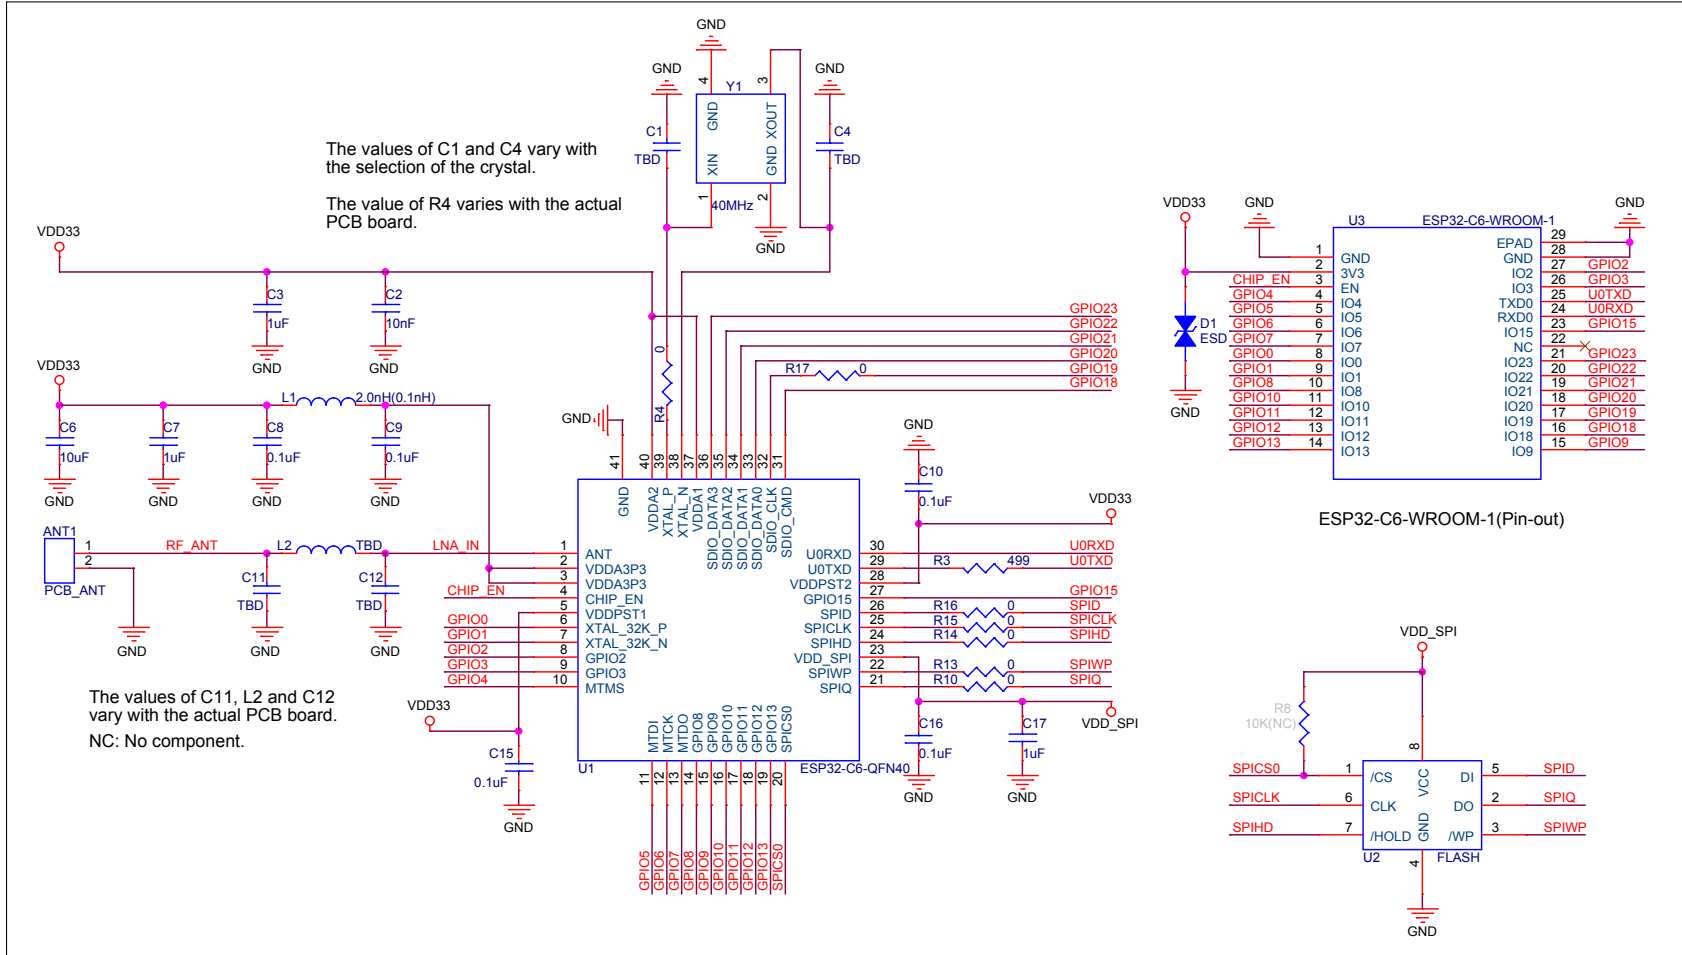 GND
GND
GND
Y1
4
3
GND
XOUT
XIN
GND
1
2
40MHz
GND
C1
TBD
C4
TBD
The values of C1 and C4 vary with
the selection of the crystal.
The value of R4 varies with the actual
PCB board.
VDD33
C3
1uF
GND
C2
10nF
GND
VDD33
L1
2.0nH(0.1nH)
C6
10uF
GND
C7
1uF
GND
C8
0.1uF
GND
C9
0.1uF
GND
ANT1
1
2
PCB_ANT
RF_ANT
L2
TBD
LNA_IN
C11
TBD
C12
TBD
GND
GND
GND
The values of C11, L2 and C12
vary with the actual PCB board.
NC: No component.
R4
0
GND
R17
0
GPIO23
GPIO22
GPIO21
GPIO20
GPIO19
GPIO18
41
40
39
38
37
36
35
34
33
32
31
GND
VDDA2
XTAL_P
XTAL_N
VDDA1
SDIO_DATA3
SDIO_DATA2
SDIO_DATA1
SDIO_DATA0
SDIO_CLK
SDIO_CMD
1 ANT
2 VDDA3P3
3 VDDA3P3
CHIP_EN 4 CHIP_EN
5 VDDPST1
GPIO0 6 XTAL_32K_P
GPIO1 7 XTAL_32K_N
GPIO2 8 GPIO2
GPIO3 9 GPIO3
GPIO4 10 MTMS
VDD33
C15
0.1uF
GND
GND
C10
0.1uF
VDD33
U0RXD 30 U0RXD
U0TXD 29 R3 499 U0TXD
VDDPST2 28
GPIO15 27 GPIO15
SPID 26 R16 0 SPID
SPICLK 25 R15 0 SPICLK
SPIHD 24 R14 0 SPIHD
VDD_SPI 23
SPIWP 22 R13 0 SPIWP
SPIQ 21 R10 0 SPIQ
VDD_SPI
C16
0.1uF
GND
C17
1uF
GND
MTDI
MTCK
MTDO
GPIO8
GPIO9
GPIO10
GPIO11
GPIO12
GPIO13
SPICS0
U1
ESP32-C6-QFN40
11
12
13
14
15
16
17
18
19
20
GPIO5
GPIO6
GPIO7
GPIO8
GPIO9
GPIO10
GPIO11
GPIO12
GPIO13
SPICS0
VDD33
GND
GND
U3
ESP32-C6-WROOM-1
D1
ESD
GND
1 GND
2 3V3
CHIP_EN 3 EN
GPIO4 4 IO4
GPIO5 5 IO5
GPIO6 6 IO6
GPIO7 7 IO7
GPIO0 8 IO0
GPIO1 9 IO1
GPIO8 10 IO8
GPIO10 11 IO10
GPIO11 12 IO11
GPIO12 13 IO12
GPIO13 14 IO13
EPAD 29
GND 28
IO2 27 GPIO2
IO3 26 GPIO3
TXD0 25 U0TXD
RXD0 24 U0RXD
IO15 23 GPIO15
NC 22
IO23 21 GPIO23
IO22 20 GPIO22
IO21 19 GPIO21
IO20 18 GPIO20
IO19 17 GPIO19
IO18 16 GPIO18
IO9 15 GPIO9
ESP32-C6-WROOM-1(Pin-out)
VDD_SPI
R8
10K(NC)
8
SPICS0 1 /CS
SPICLK 6 CLK
SPIHD 7 /HOLD
VCC
GND
DI 5 SPID
DO 2 SPIQ
/WP 3 SPIWP
U2
FLASH
4
GND